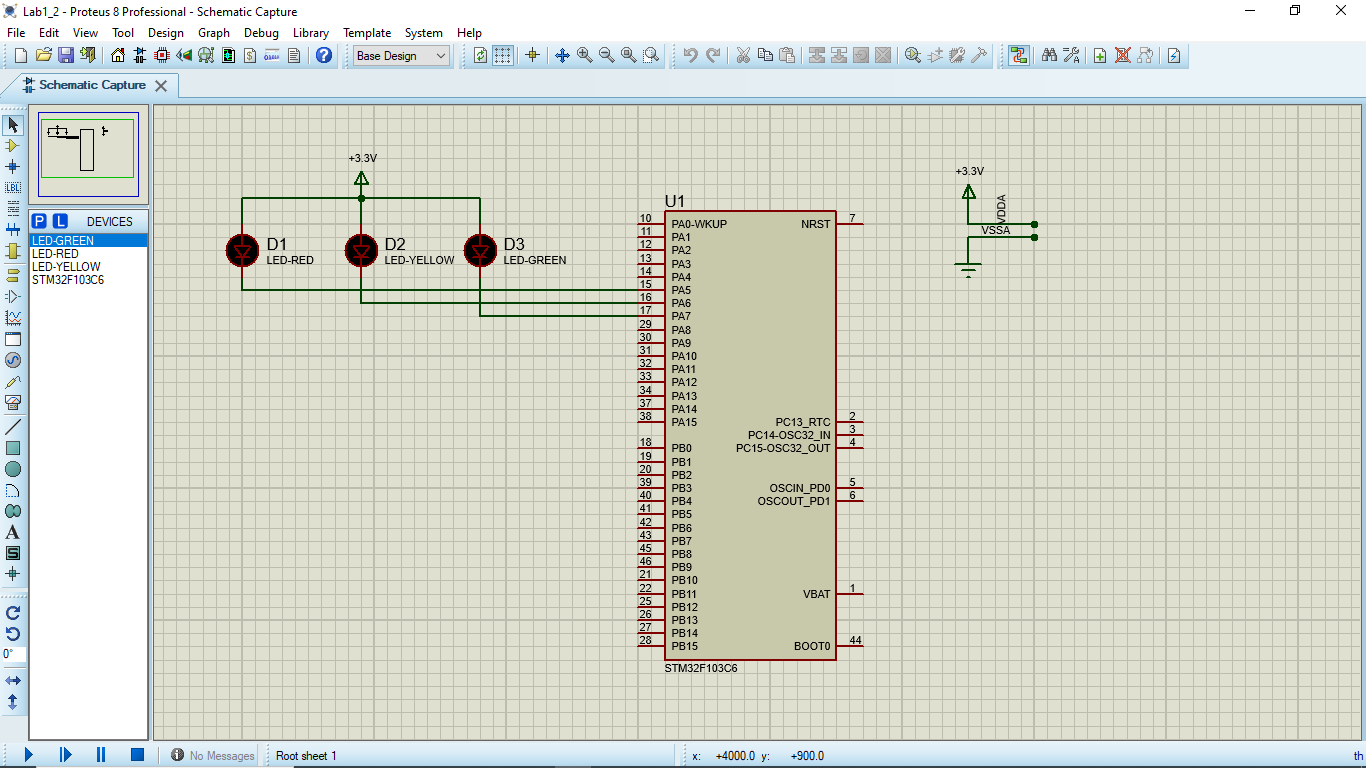 Lab1_2 - Proteus 8 Professional - Schematic Capture
File Edit View Tool Design Graph Debug Library Template System Help
Base Design
Schematic Capture
P L DEVICES
LED-GREEN
LED-RED
LED-YELLOW
STM32F103C6
LBL
A
S
$
?
0°
+3.3V
D1
LED-RED
D2
LED-YELLOW
D3
LED-GREEN
U1
10 PA0-WKUP
11 PA1
12 PA2
13 PA3
14 PA4
15 PA5
16 PA6
17 PA7
29 PA8
30 PA9
31 PA10
32 PA11
33 PA12
34 PA13
37 PA14
38 PA15
18 PB0
19 PB1
20 PB2
39 PB3
40 PB4
41 PB5
42 PB6
43 PB7
45 PB8
46 PB9
21 PB10
22 PB11
25 PB12
26 PB13
27 PB14
28 PB15
NRST 7
PC13_RTC 2
PC14-OSC32_IN 3
PC15-OSC32_OUT 4
OSCIN_PD0 5
OSCOUT_PD1 6
VBAT 1
BOOT0 44
STM32F103C6
+3.3V
VDDA
VSSA
No Messages
Root sheet 1
x: +4000.0 y: +900.0
th